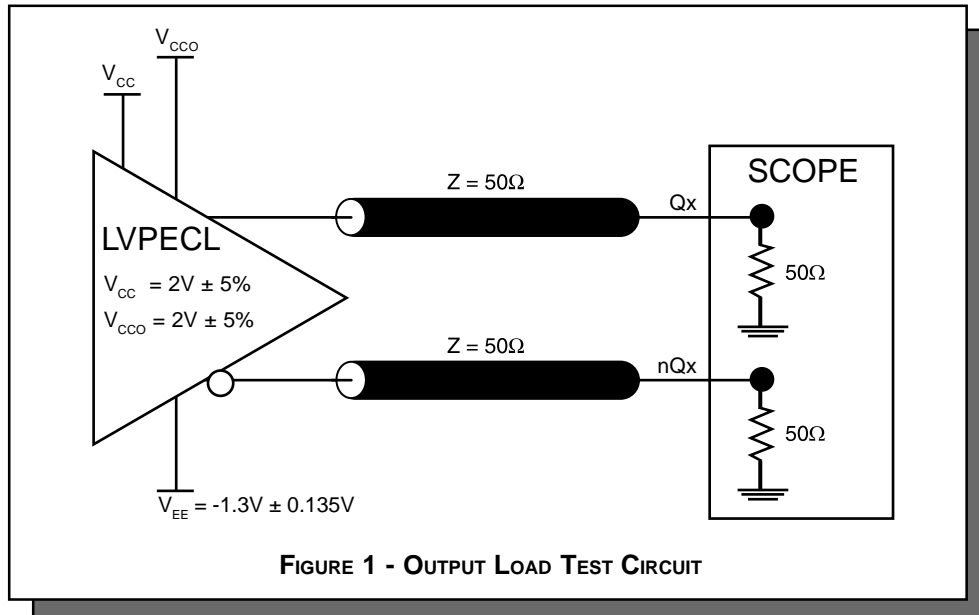 V_CCO
V_CC
Z = 50Ω
Qx
SCOPE
LVPECL
50Ω
V_CC = 2V ± 5%
V_CCO = 2V ± 5%
Z = 50Ω
nQx
50Ω
V_EE = -1.3V ± 0.135V
FIGURE 1 - OUTPUT LOAD TEST CIRCUIT